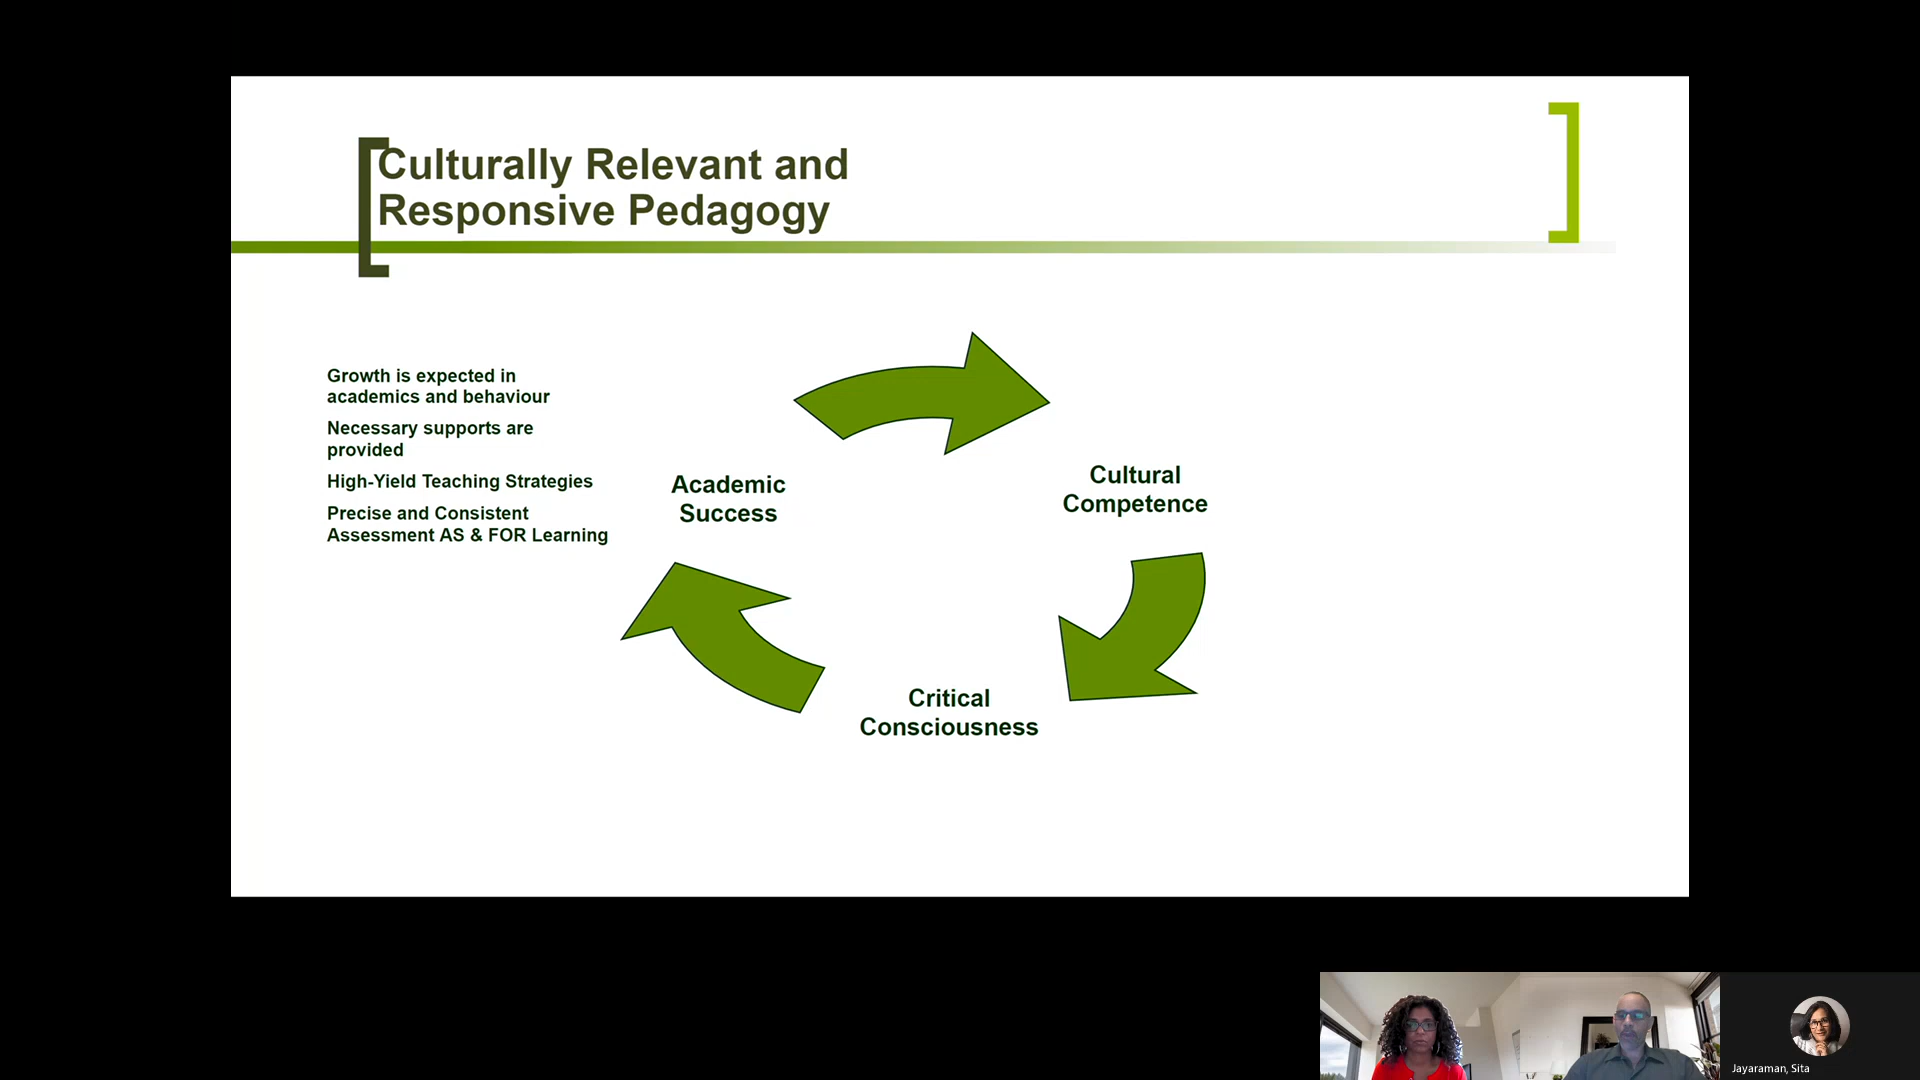 Culturally Relevant and
Responsive Pedagogy
Growth is expected in
academics and behaviour
Necessary supports are
provided
High-Yield Teaching Strategies
Precise and Consistent
Assessment AS & FOR Learning
Academic
Success
Cultural
Competence
Critical
Consciousness
Jayaraman, Sita